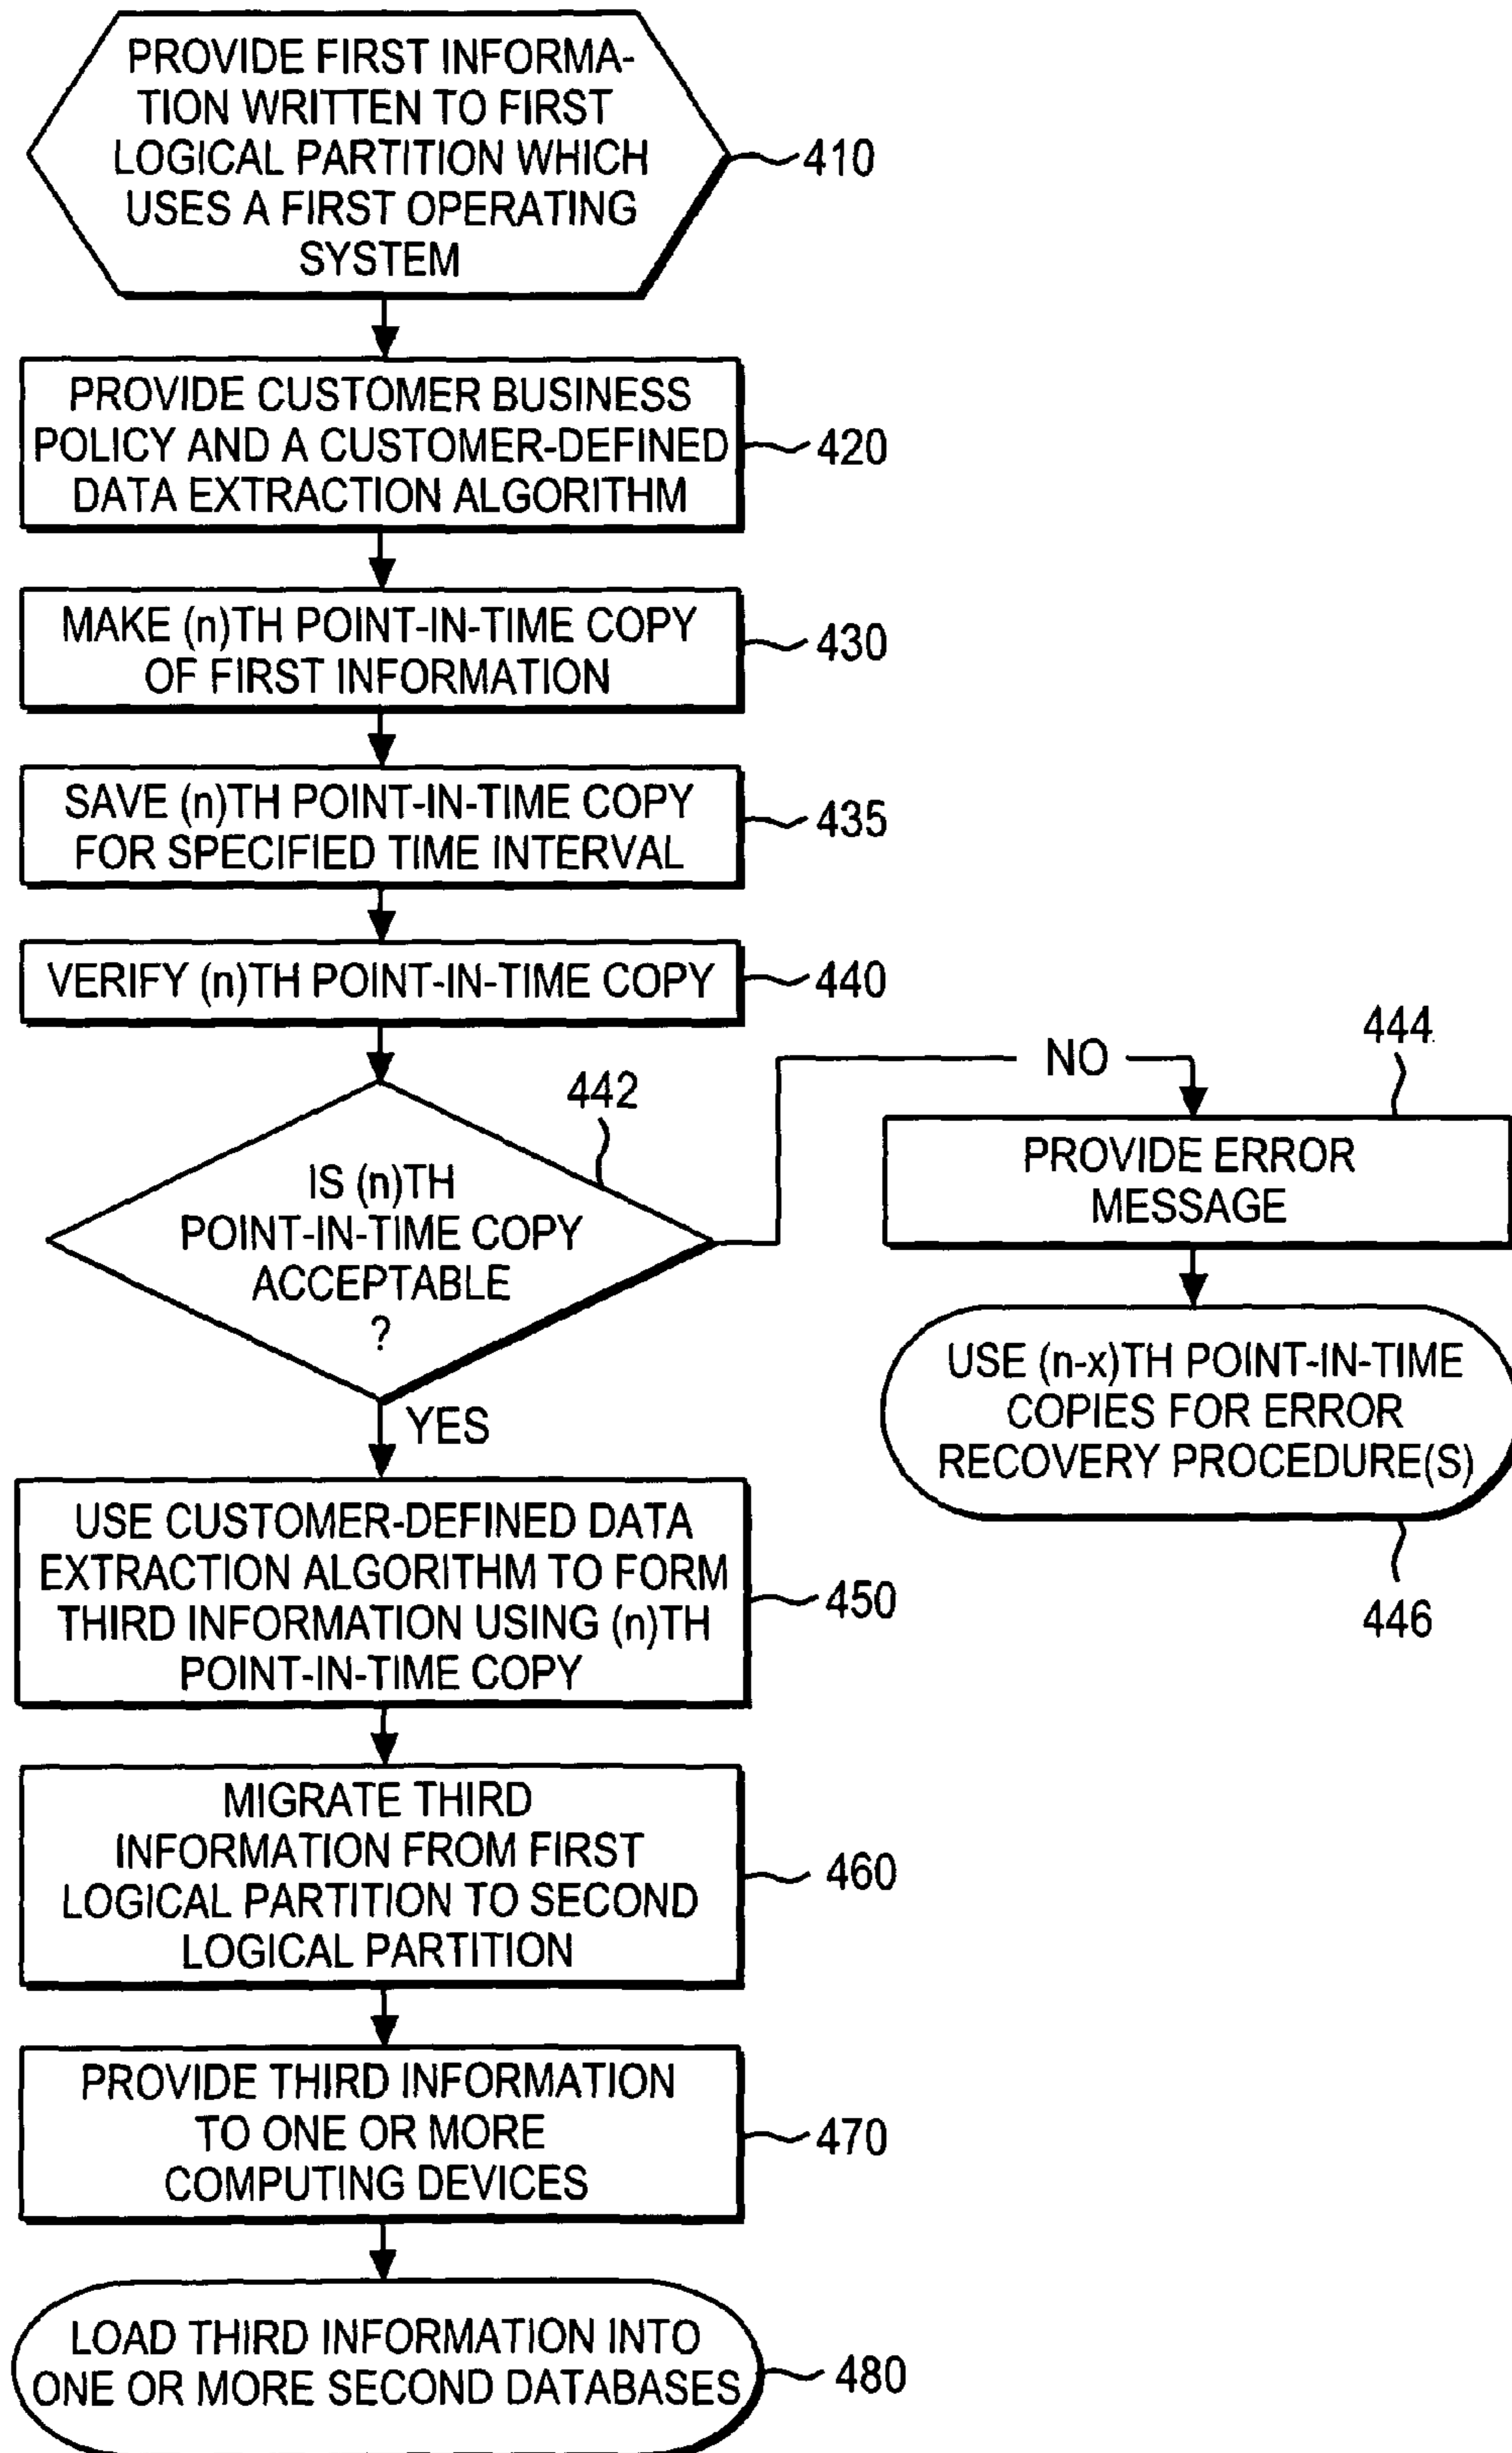 PROVIDE FIRST INFORMA-
TION WRITTEN TO FIRST
LOGICAL PARTITION WHICH
USES A FIRST OPERATING
SYSTEM
410
PROVIDE CUSTOMER BUSINESS
POLICY AND A CUSTOMER-DEFINED
DATA EXTRACTION ALGORITHM
420
MAKE (n)TH POINT-IN-TIME COPY
OF FIRST INFORMATION
430
SAVE (n)TH POINT-IN-TIME COPY
FOR SPECIFIED TIME INTERVAL
435
VERIFY (n)TH POINT-IN-TIME COPY
440
442
IS (n)TH
POINT-IN-TIME COPY
ACCEPTABLE
?
NO
444
PROVIDE ERROR
MESSAGE
USE (n-x)TH POINT-IN-TIME
COPIES FOR ERROR
RECOVERY PROCEDURE(S)
446
YES
USE CUSTOMER-DEFINED DATA
EXTRACTION ALGORITHM TO FORM
THIRD INFORMATION USING (n)TH
POINT-IN-TIME COPY
450
MIGRATE THIRD
INFORMATION FROM FIRST
LOGICAL PARTITION TO SECOND
LOGICAL PARTITION
460
PROVIDE THIRD INFORMATION
TO ONE OR MORE
COMPUTING DEVICES
470
LOAD THIRD INFORMATION INTO
ONE OR MORE SECOND DATABASES
480